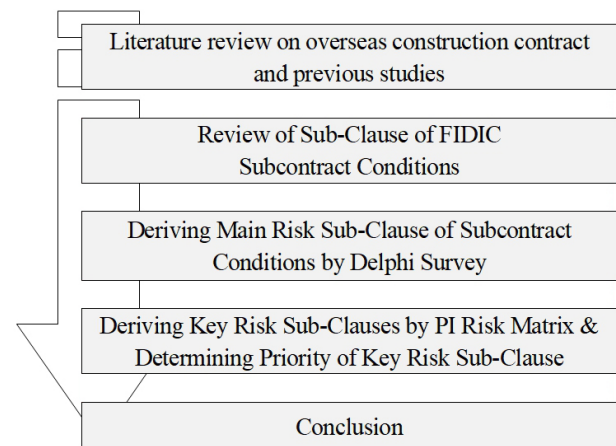 Literature review on overseas construction contract
and previous studies
Review of Sub-Clause of FIDIC
Subcontract Conditions
Deriving Main Risk Sub-Clause of Subcontract
Conditions by Delphi Survey
Deriving Key Risk Sub-Clauses by PI Risk Matrix &
Determining Priority of Key Risk Sub-Clause
Conclusion